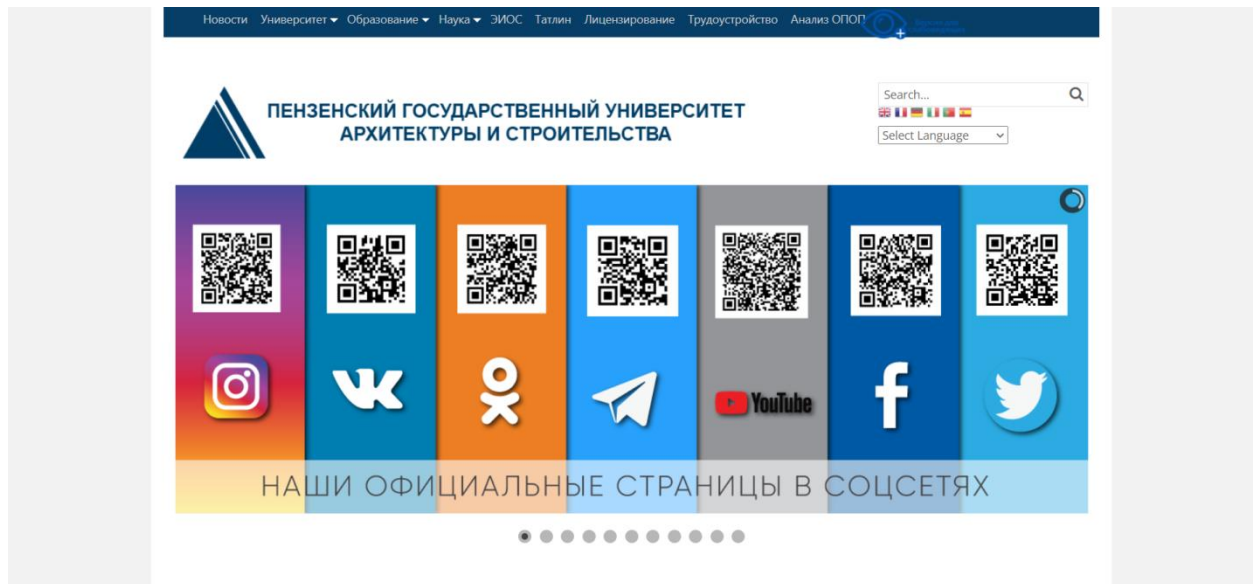 Новости Университет Образование Наука ЭИОС Татлин Лицензирование Трудоустройство Анализ ОПОП
ПЕНЗЕНСКИЙ ГОСУДАРСТВЕННЫЙ УНИВЕРСИТЕТ
АРХИТЕКТУРЫ И СТРОИТЕЛЬСТВА
Search...
Select Language
YouTube
НАШИ ОФИЦИАЛЬНЫЕ СТРАНИЦЫ В СОЦСЕТЯХ